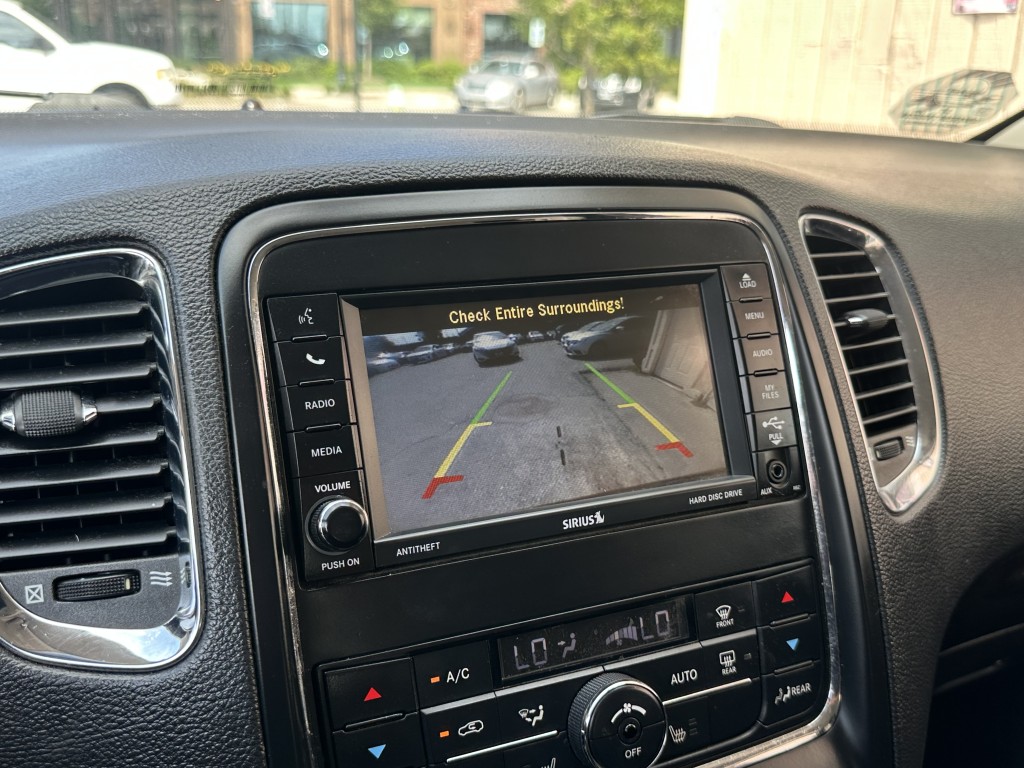 Check Entire Surroundings!
LOAD
MENU
RADIO
AUDIO
MY
FILES
MEDIA
PULL
VOLUME
AUX
PUSH ON
ANTITHEFT
SIRIUS
HARD DISC DRIVE
LO
LO
FRONT
A/C
AUTO
REAR
REAR
OFF